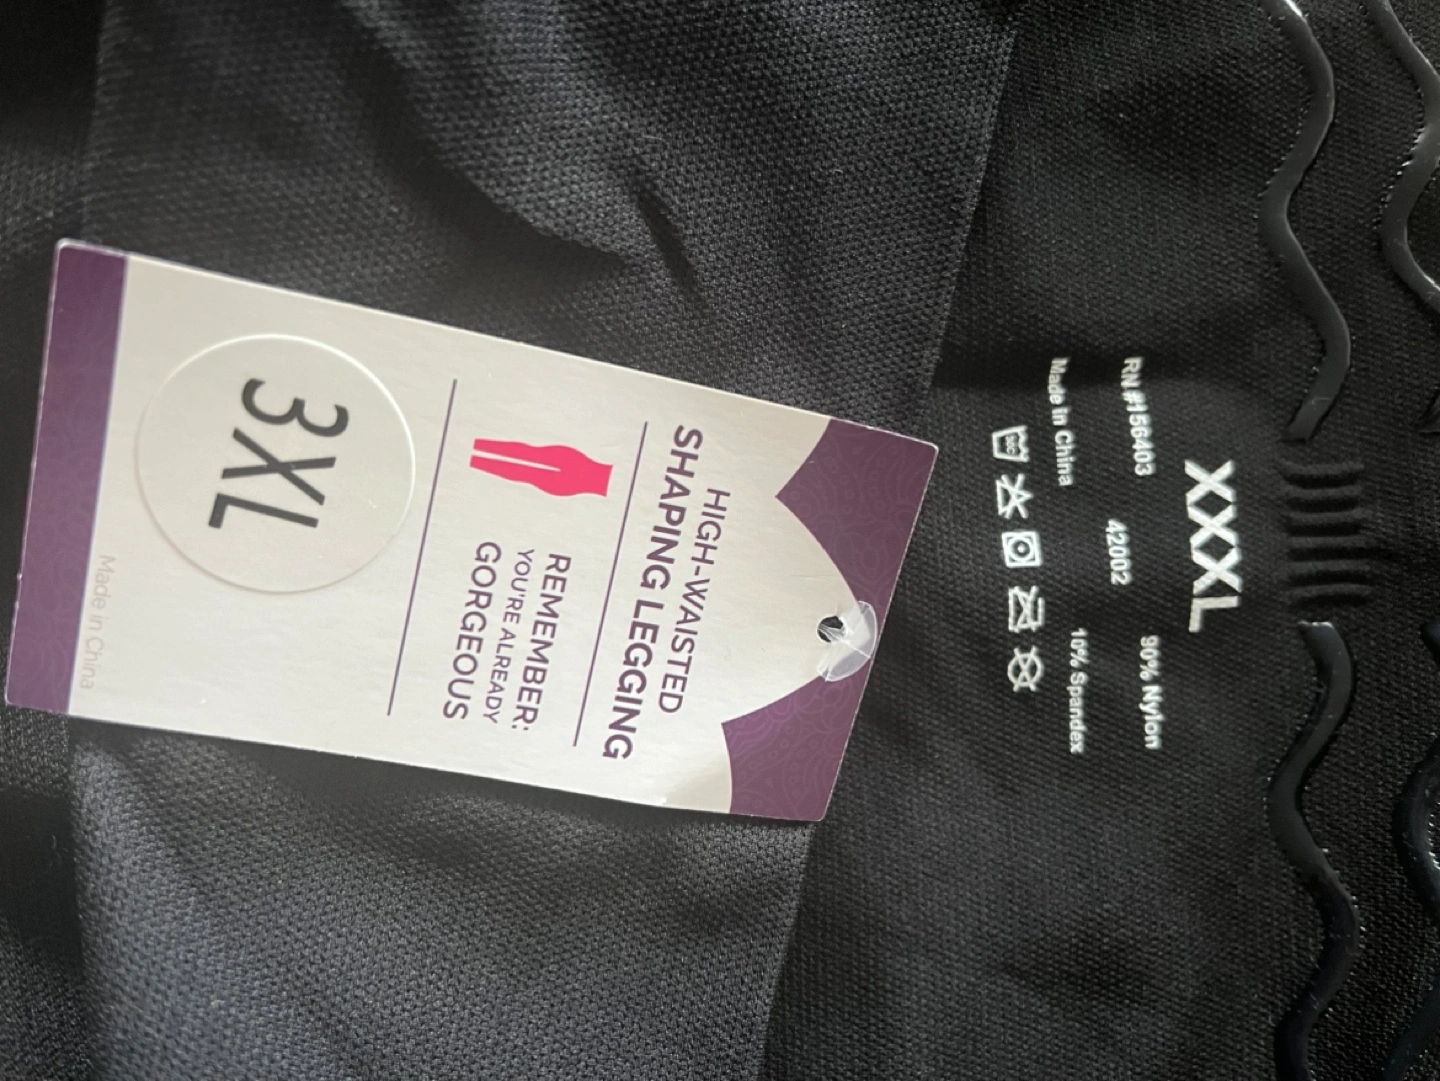 HIGH-WAISTED
SHAPING LEGGING
REMEMBER:
YOU'RE ALREADY
GORGEOUS
3XL
Made in China
XXXL
RN #156403
90% Nylon
42002
Made In China
10% Spandex
30C